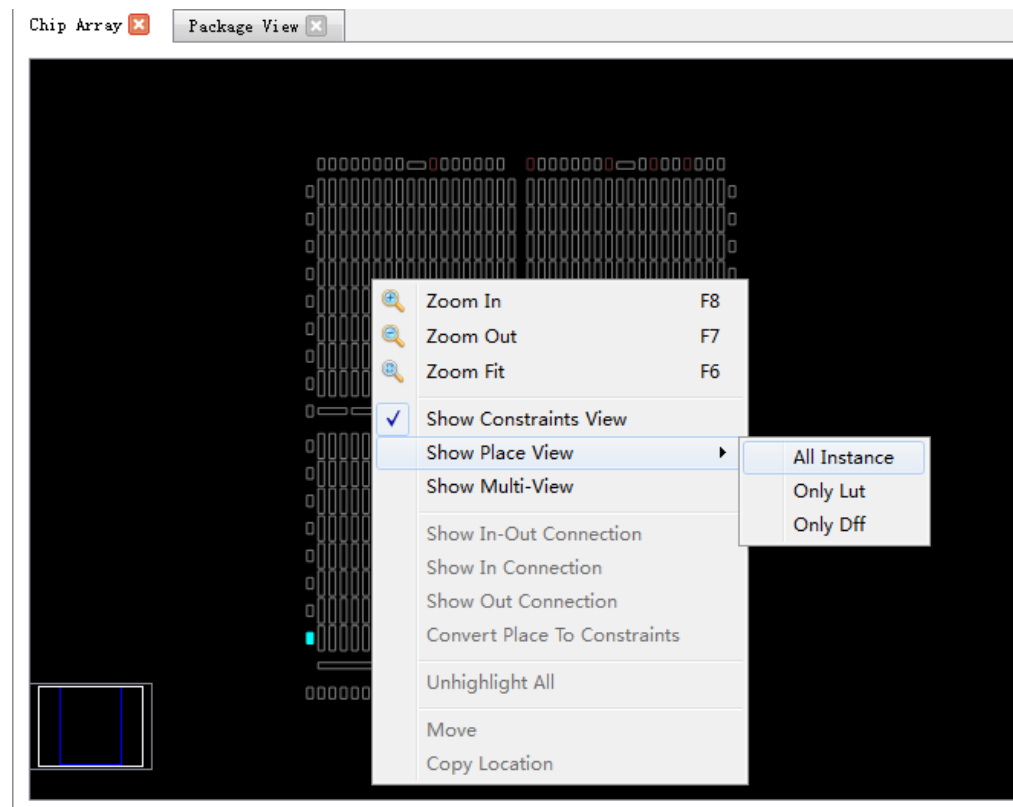 Chip Array Package View
Zoom In F8
Zoom Out F7
Zoom Fit F6
Show Constraints View
Show Place View
Show Multi-View
Show In-Out Connection
Show In Connection
Show Out Connection
Convert Place To Constraints
Unhighlight All
Move
Copy Location
All Instance
Only Lut
Only Dff